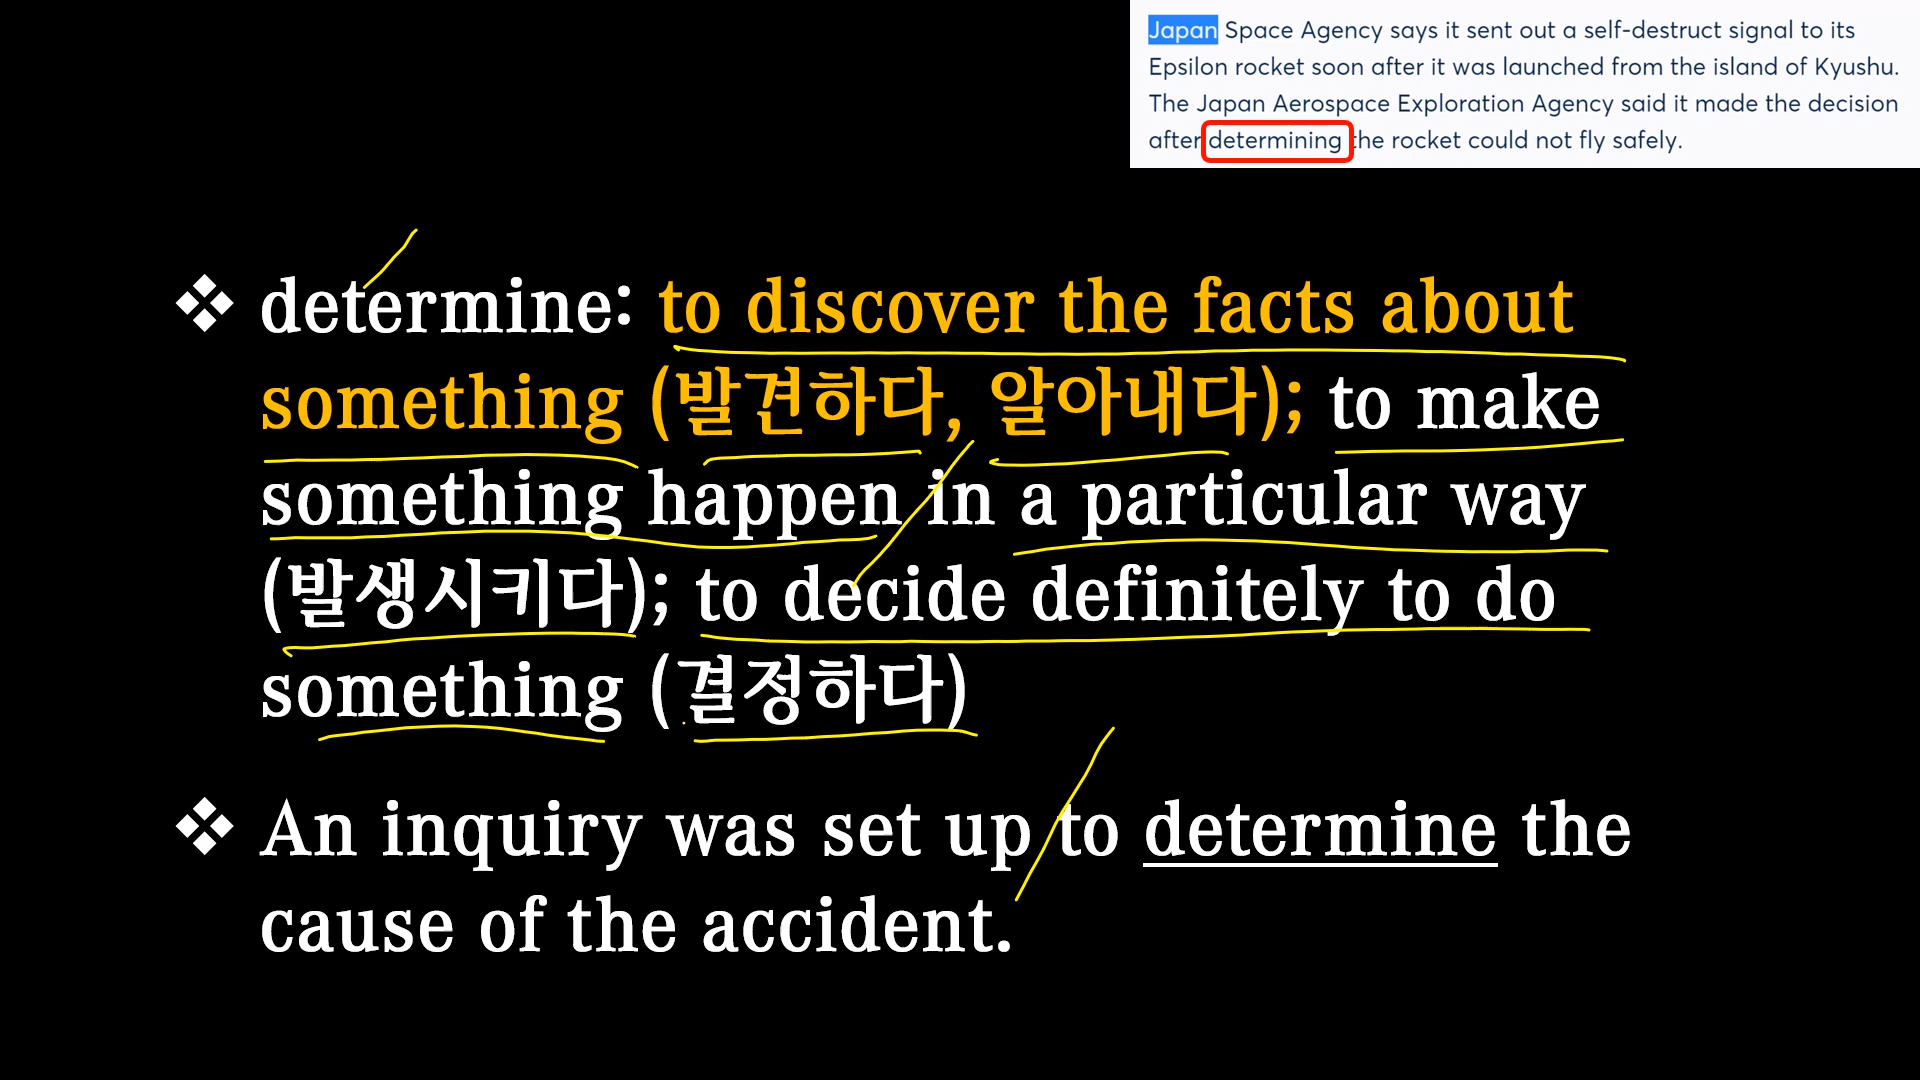 Japan Space Agency says it sent out a self-destruct signal to its
Epsilon rocket soon after it was launched from the island of Kyushu.
The Japan Aerospace Exploration Agency said it made the decision
after determining the rocket could not fly safely.
❖ determine: to discover the facts about
something (발견하다, 알아내다); to make
something happen in a particular way
(발생시키다); to decide definitely to do
something (결정하다)
❖ An inquiry was set up to determine the
cause of the accident.